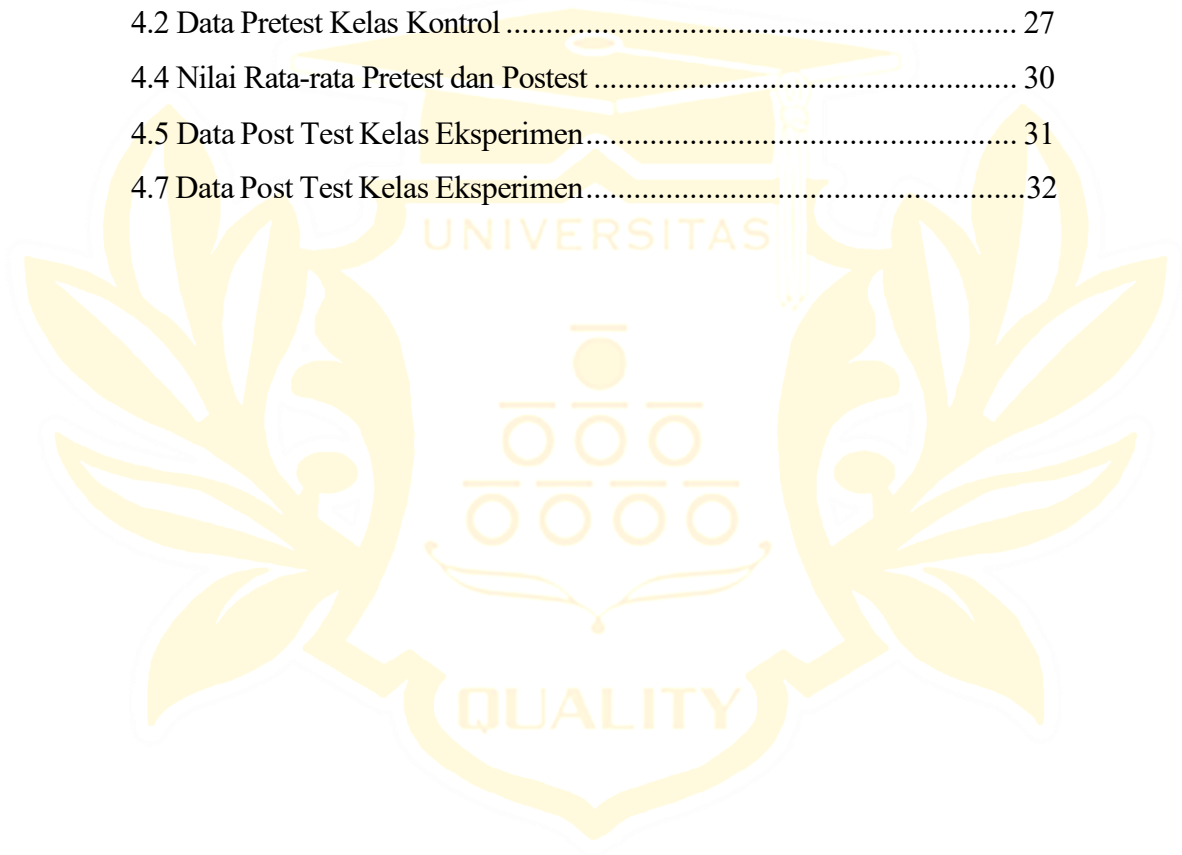 4.2 Data Pretest Kelas Kontrol ................................................................. 27
4.4 Nilai Rata-rata Pretest dan Postest ...................................................... 30
4.5 Data Post Test Kelas Eksperimen....................................................... 31
4.7 Data Post Test Kelas Eksperimen........................................................32
UNIVERSITAS
QUALITY